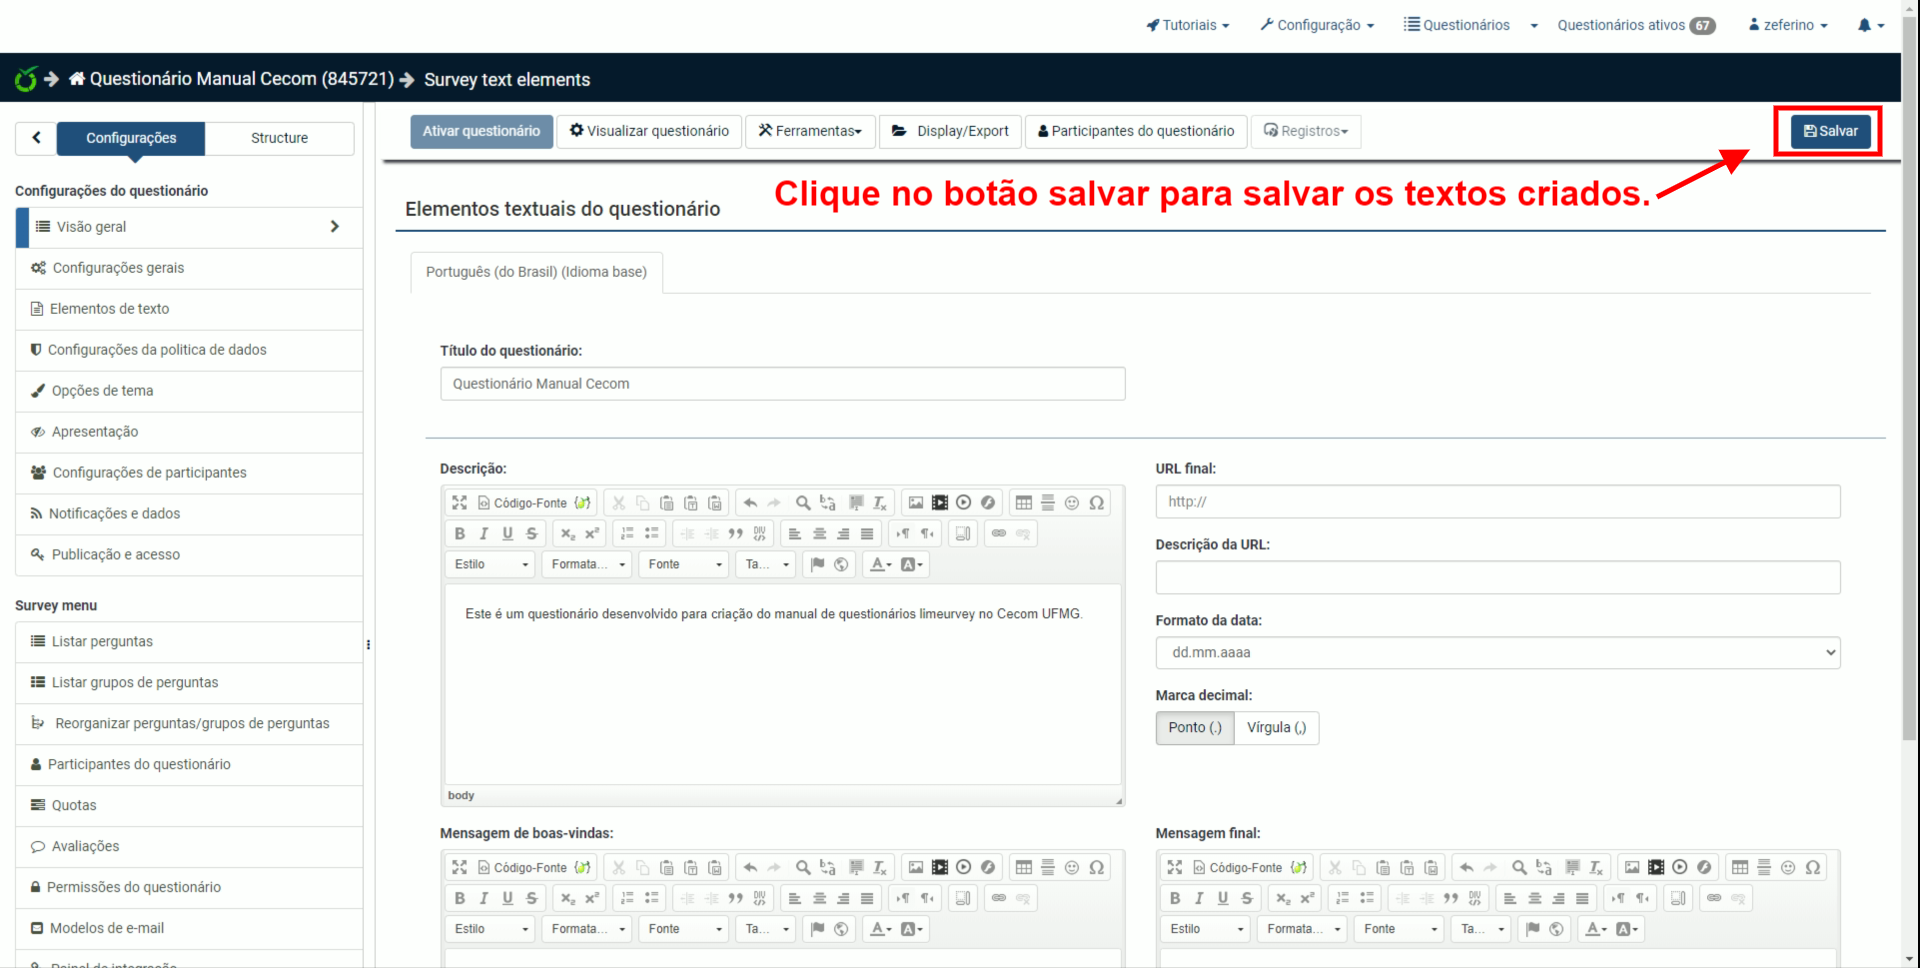 Tutoriais
Configuração
Questionários
Questionários ativos 67
zeferino
Questionário Manual Cecom (845721)
Survey text elements
Configurações
Structure
Ativar questionário
Visualizar questionário
Ferramentas
Display/Export
Participantes do questionário
Registros
Salvar
Clique no botão salvar para salvar os textos criados.
Configurações do questionário
Visão geral
Configurações gerais
Elementos de texto
Configurações da politica de dados
Opções de tema
Apresentação
Configurações de participantes
Notificações e dados
Publicação e acesso
Survey menu
Listar perguntas
Listar grupos de perguntas
Reorganizar perguntas/grupos de perguntas
Participantes do questionário
Quotas
Avaliações
Permissões do questionário
Modelos de e-mail
Painel de integração
Elementos textuais do questionário
Português (do Brasil) (Idioma base)
Título do questionário:
Questionário Manual Cecom
Descrição:
Código-Fonte
Estilo
Formata...
Fonte
Ta...
Este é um questionário desenvolvido para criação do manual de questionários limeurvey no Cecom UFMG.
body
URL final:
http://
Descrição da URL:
Formato da data:
dd.mm.aaaa
Marca decimal:
Ponto (.)
Vírgula (,)
Mensagem de boas-vindas:
Código-Fonte
Estilo
Formata...
Fonte
Ta...
Mensagem final:
Código-Fonte
Estilo
Formata...
Fonte
Ta...